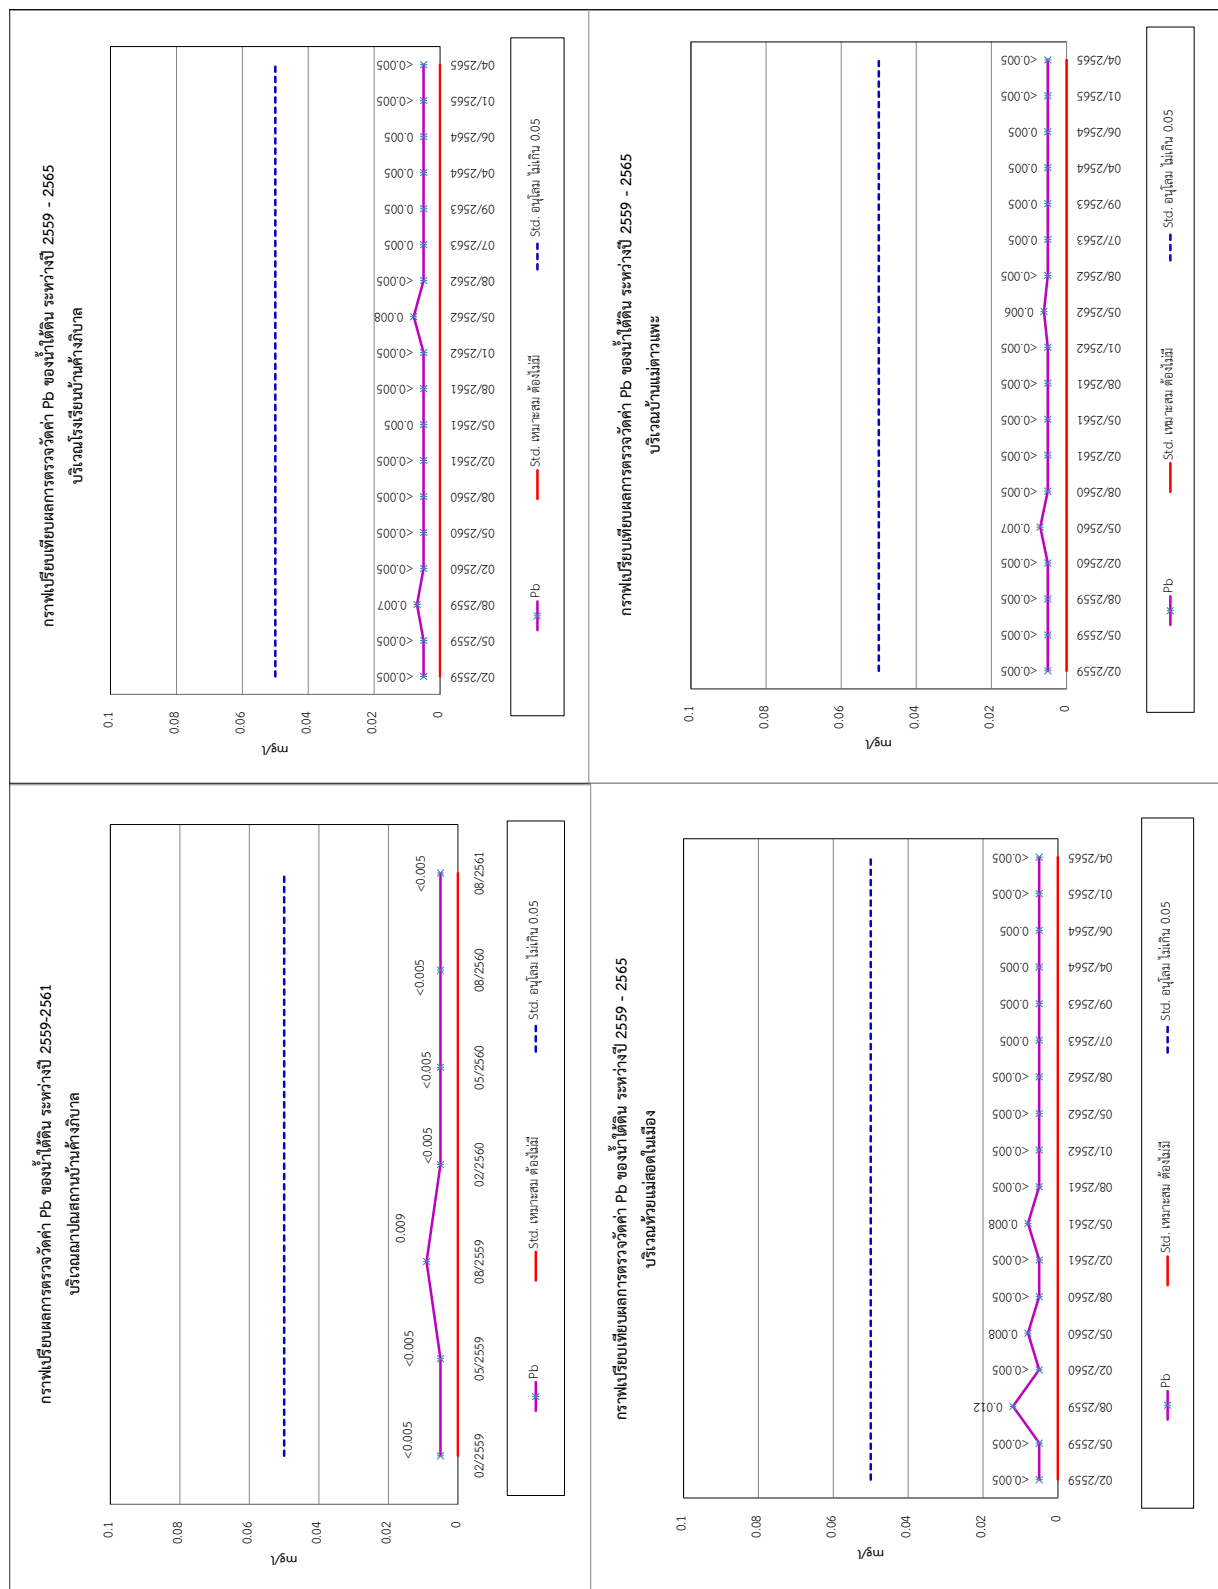 กราฟเปรียบเทียบผลการตรวจวัดค่า Pb ของน้ำใต้ดิน ระหว่างปี 2559-2561
บริเวณฌาปณสถานบ้านค้างภิบาล
mg/l
0.1
0.08
0.06
0.04
0.02
0
<0.005 <0.005 0.009 <0.005 <0.005 <0.005 <0.005
02/2559 05/2559 08/2559 02/2560 05/2560 08/2560 08/2561
Pb Std. เหมาะสม ต้องไม่มี Std. อนุโลม ไม่เกิน 0.05
กราฟเปรียบเทียบผลการตรวจวัดค่า Pb ของน้ำใต้ดิน ระหว่างปี 2559 - 2565
บริเวณโรงเรียนบ้านค้างภิบาล
mg/l
0.1
0.08
0.06
0.04
0.02
0
<0.005 <0.005 0.007 <0.005 <0.005 <0.005 <0.005 0.005 <0.005 <0.005 0.008 <0.005 0.005 0.005 0.005 0.005 <0.005 <0.005
02/2559 05/2559 08/2559 02/2560 05/2560 08/2560 02/2561 05/2561 08/2561 01/2562 05/2562 08/2562 07/2563 09/2563 04/2564 06/2564 01/2565 04/2565
Pb Std. เหมาะสม ต้องไม่มี Std. อนุโลม ไม่เกิน 0.05
กราฟเปรียบเทียบผลการตรวจวัดค่า Pb ของน้ำใต้ดิน ระหว่างปี 2559 - 2565
บริเวณห้วยแม่สอดในเมือง
mg/l
0.1
0.08
0.06
0.04
0.02
0
<0.005 <0.005 0.012 <0.005 0.008 <0.005 <0.005 0.008 <0.005 <0.005 <0.005 <0.005 0.005 0.005 0.005 0.005 <0.005 <0.005
02/2559 05/2559 08/2559 02/2560 05/2560 08/2560 02/2561 05/2561 08/2561 01/2562 05/2562 08/2562 07/2563 09/2563 04/2564 06/2564 01/2565 04/2565
Pb Std. เหมาะสม ต้องไม่มี Std. อนุโลม ไม่เกิน 0.05
กราฟเปรียบเทียบผลการตรวจวัดค่า Pb ของน้ำใต้ดิน ระหว่างปี 2559 - 2565
บริเวณบ้านแม่ตาวแพะ
mg/l
0.1
0.08
0.06
0.04
0.02
0
<0.005 <0.005 <0.005 <0.005 0.007 <0.005 <0.005 <0.005 <0.005 <0.005 0.006 <0.005 0.005 0.005 0.005 0.005 <0.005 <0.005
02/2559 05/2559 08/2559 02/2560 05/2560 08/2560 02/2561 05/2561 08/2561 01/2562 05/2562 08/2562 07/2563 09/2563 04/2564 06/2564 01/2565 04/2565
Pb Std. เหมาะสม ต้องไม่มี Std. อนุโลม ไม่เกิน 0.05